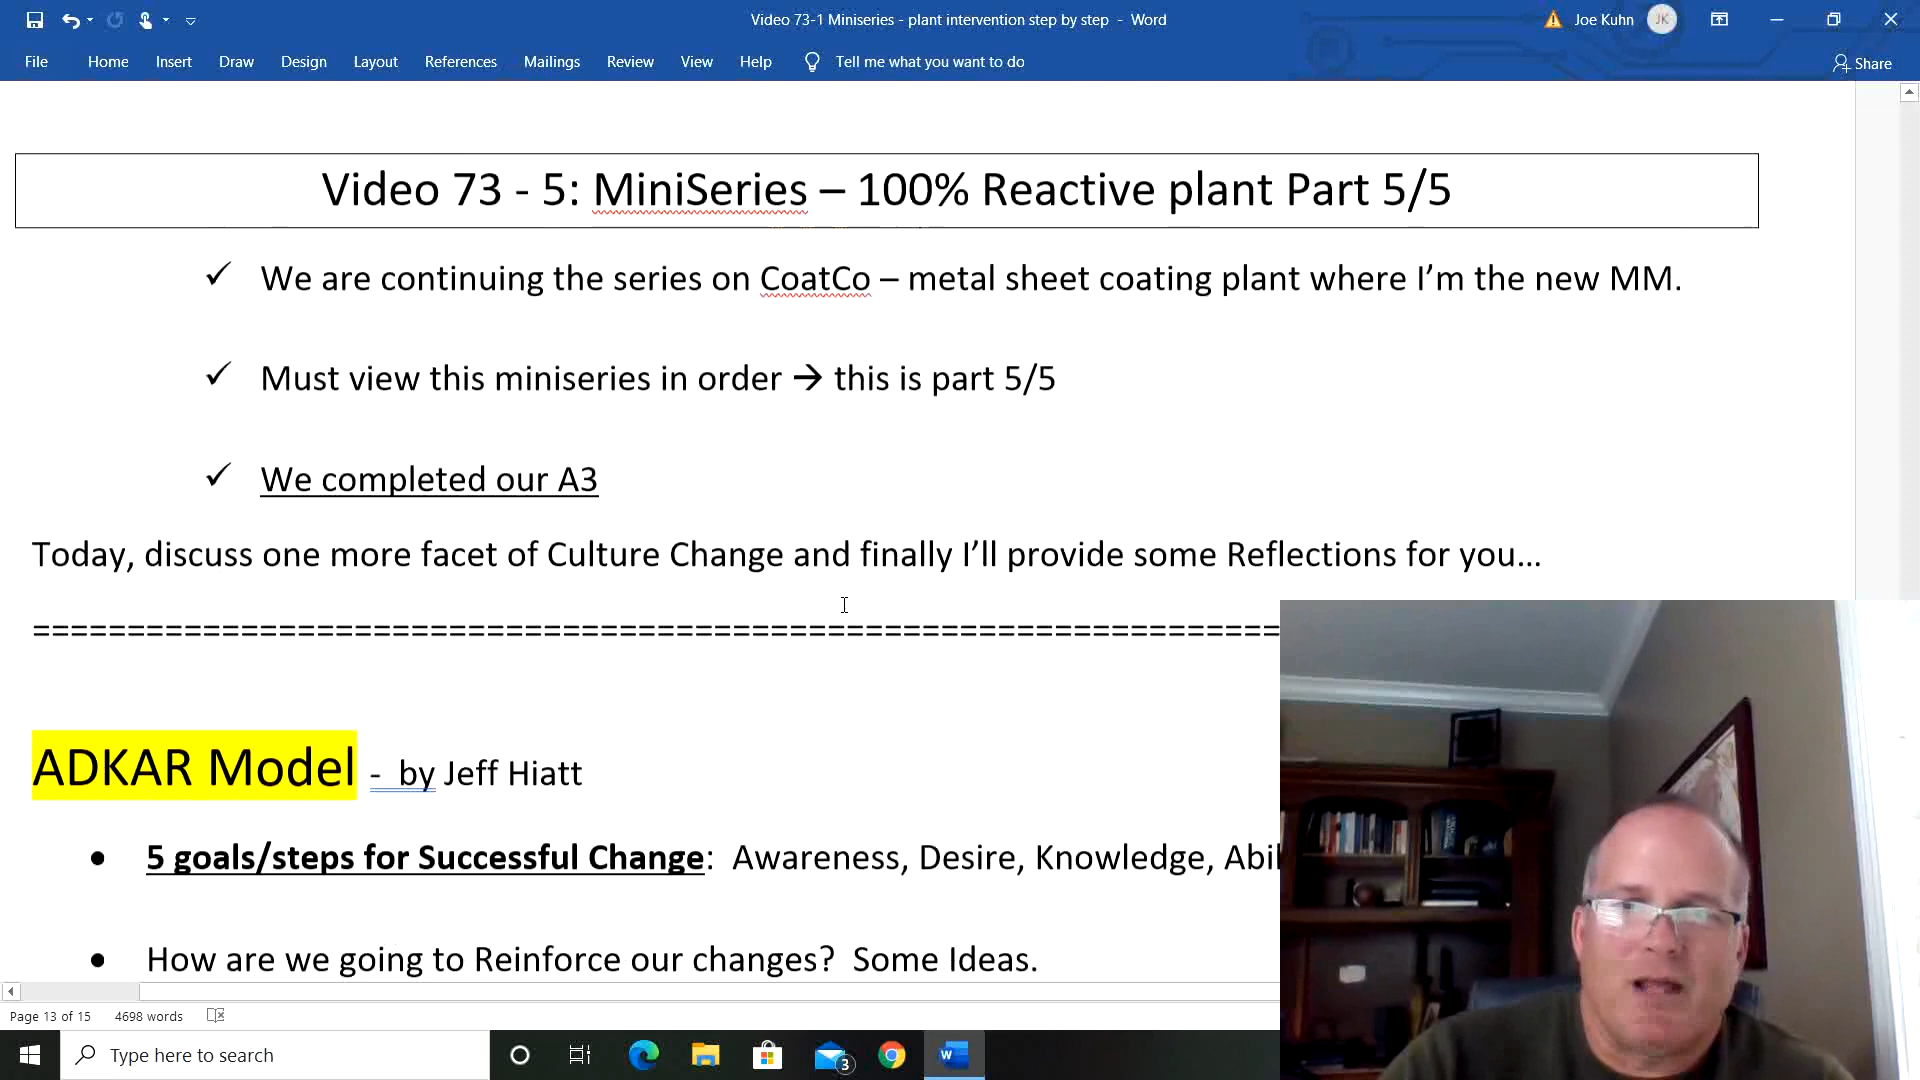 Video 73-1 Miniseries - plant intervention step by step - Word
Joe Kuhn
JK
File Home Insert Draw Design Layout References Mailings Review View Help Tell me what you want to do
Share
Video 73 - 5: MiniSeries – 100% Reactive plant Part 5/5
✓ We are continuing the series on CoatCo – metal sheet coating plant where I’m the new MM.
✓ Must view this miniseries in order → this is part 5/5
✓ We completed our A3
Today, discuss one more facet of Culture Change and finally I’ll provide some Reflections for you…
==================================================================
ADKAR Model - by Jeff Hiatt
• 5 goals/steps for Successful Change: Awareness, Desire, Knowledge, Abil
• How are we going to Reinforce our changes? Some Ideas.
Page 13 of 15 4698 words
Type here to search
3